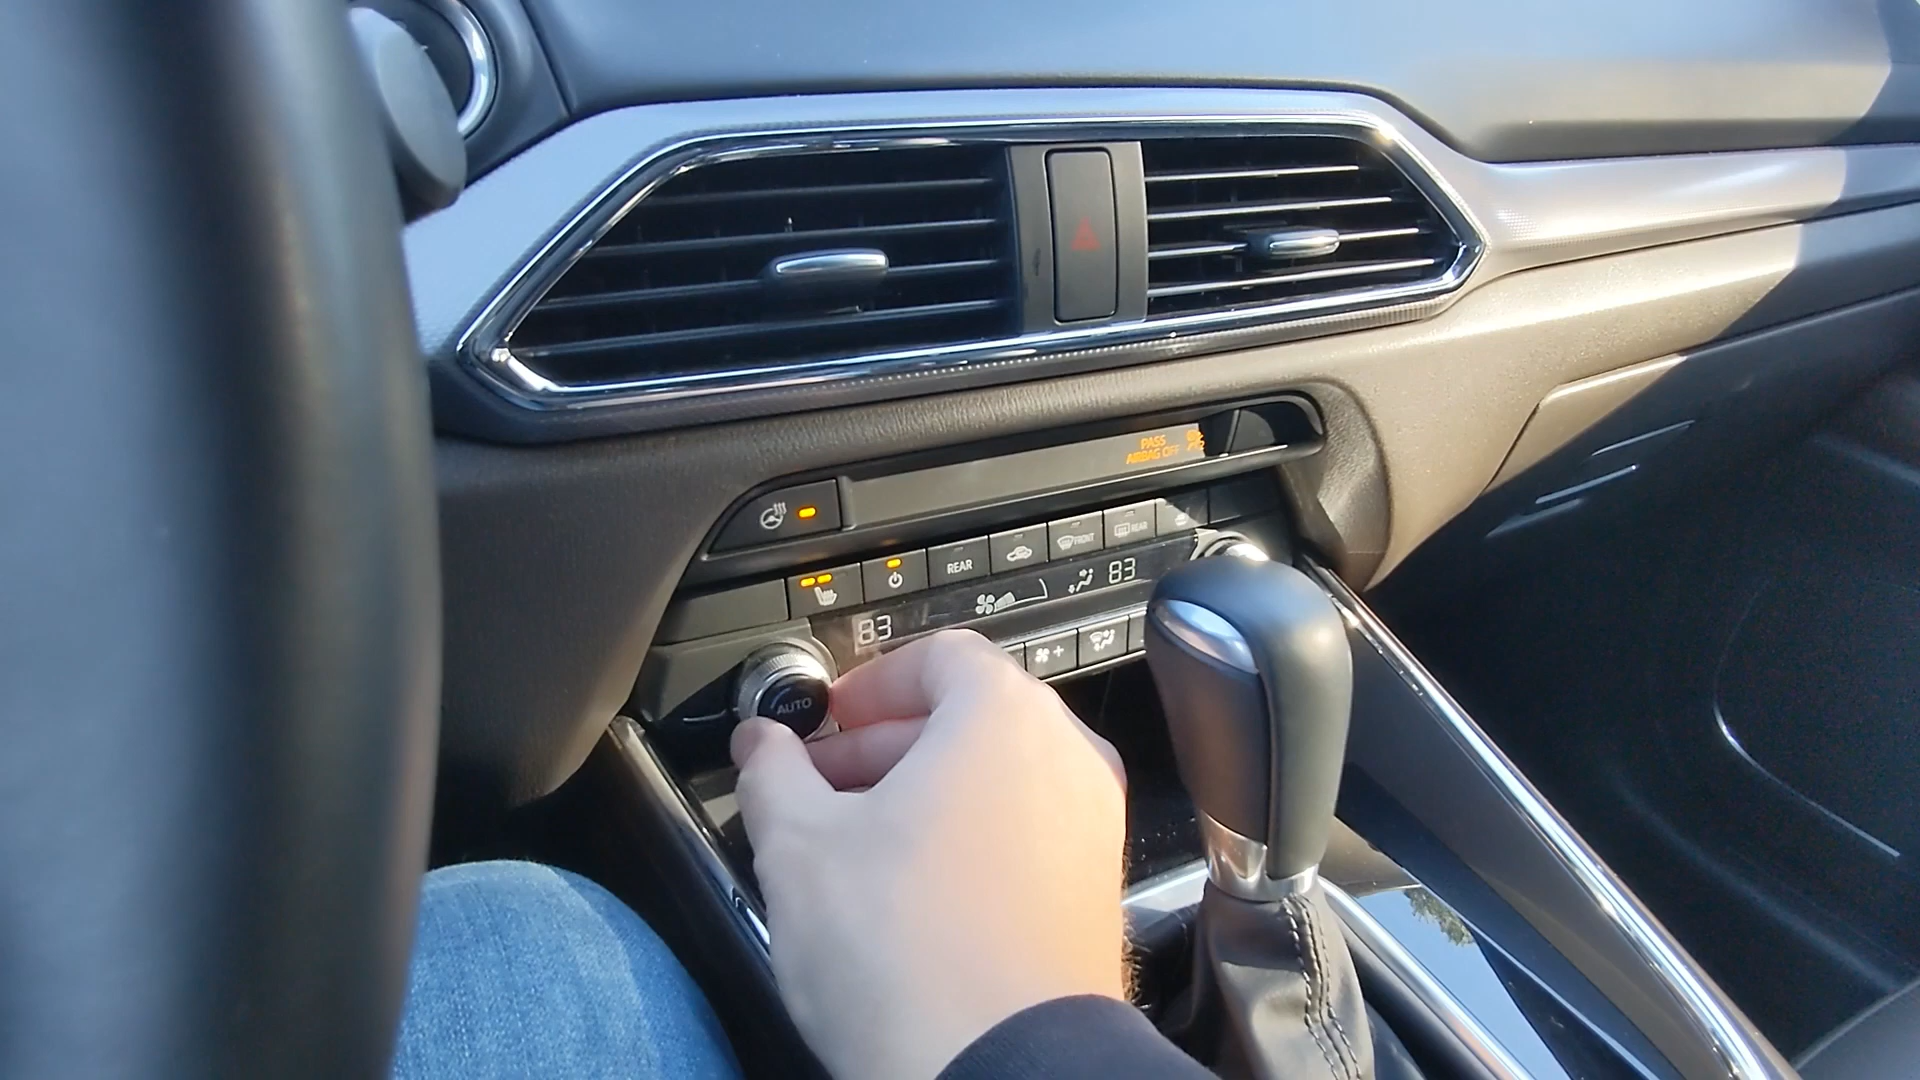 PASS
AIRBAG OFF
REAR
FRONT
REAR
83
83
AUTO
+